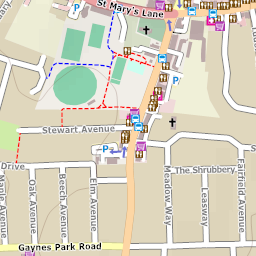 St Mary's Lane
Stewart Avenue
P
P
P
Drive
The Shrubbery
Maple Avenue
Oak Avenue
Beech Avenue
Elm Avenue
Meadow Way
Leasway
Fairfield Avenue
Gaynes Park Road